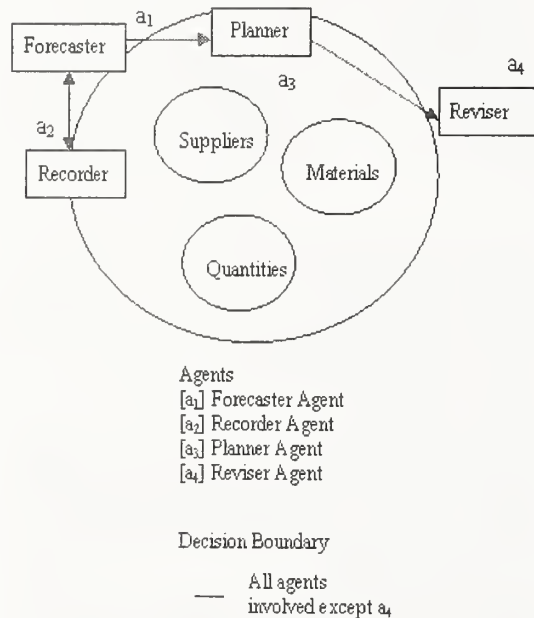 a₁
Forecaster
Planner
a₃
a₄
Reviser
a₂
Recorder
Suppliers
Materials
Quantities
Agents
[a₁] Forecaster Agent
[a₂] Recorder Agent
[a₃] Planner Agent
[a₄] Reviser Agent
Decision Boundary
All agents
involved except a₄